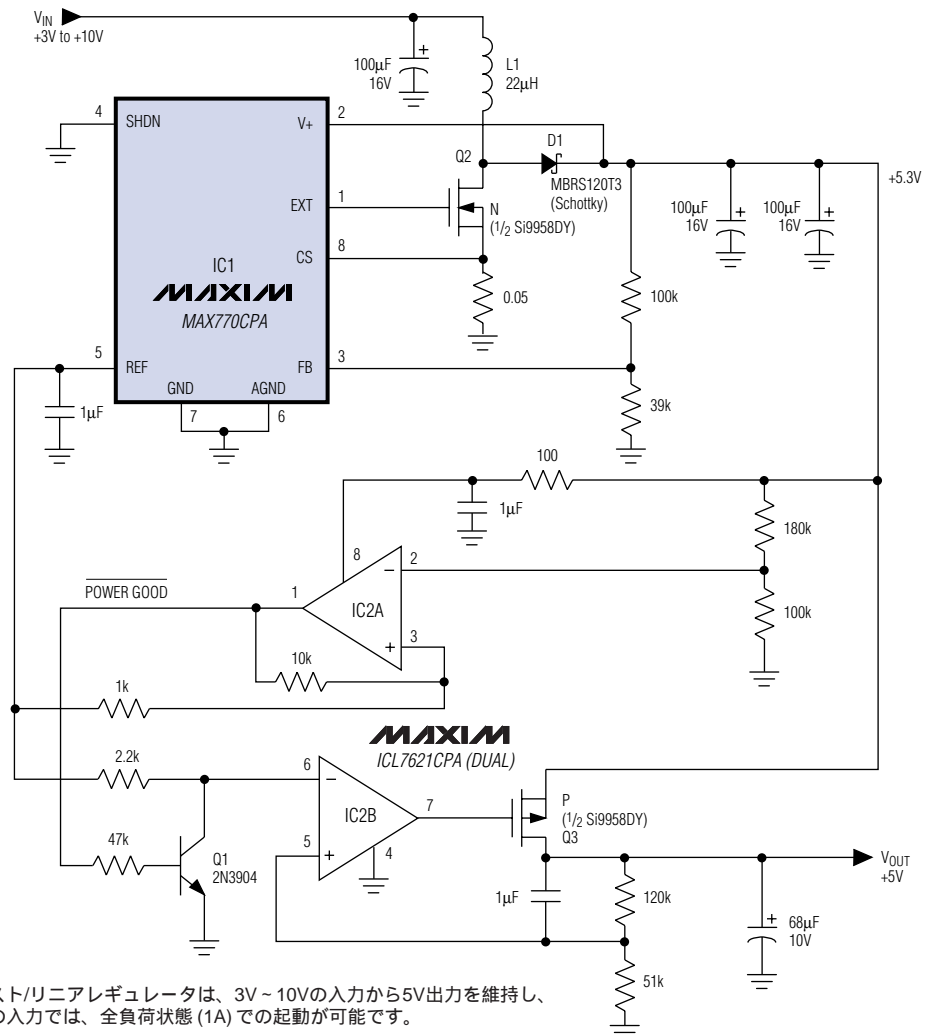 VIN
+3V to +10V
100µF
16V
L1
22µH
4
SHDN
V+
2
D1
Q2
MBRS120T3
(Schottky)
+5.3V
EXT
1
N
(1/2 Si9958DY)
100µF
16V
100µF
16V
CS
8
IC1
MAXIM
MAX770CPA
0.05
100k
5
REF
FB
3
GND
AGND
7
6
1µF
39k
100
1µF
180k
8
2
–
POWER GOOD
1
IC2A
100k
+
3
10k
1k
MAXIM
ICL7621CPA (DUAL)
2.2k
6
–
IC2B
7
P
(1/2 Si9958DY)
Q3
5
+
4
47k
Q1
2N3904
VOUT
+5V
1µF
120k
68µF
10V
51k
スト/リニアレギュレータは、3V ~ 10Vの入力から5V出力を維持し、
の入力では、全負荷状態 (1A) での起動が可能です。